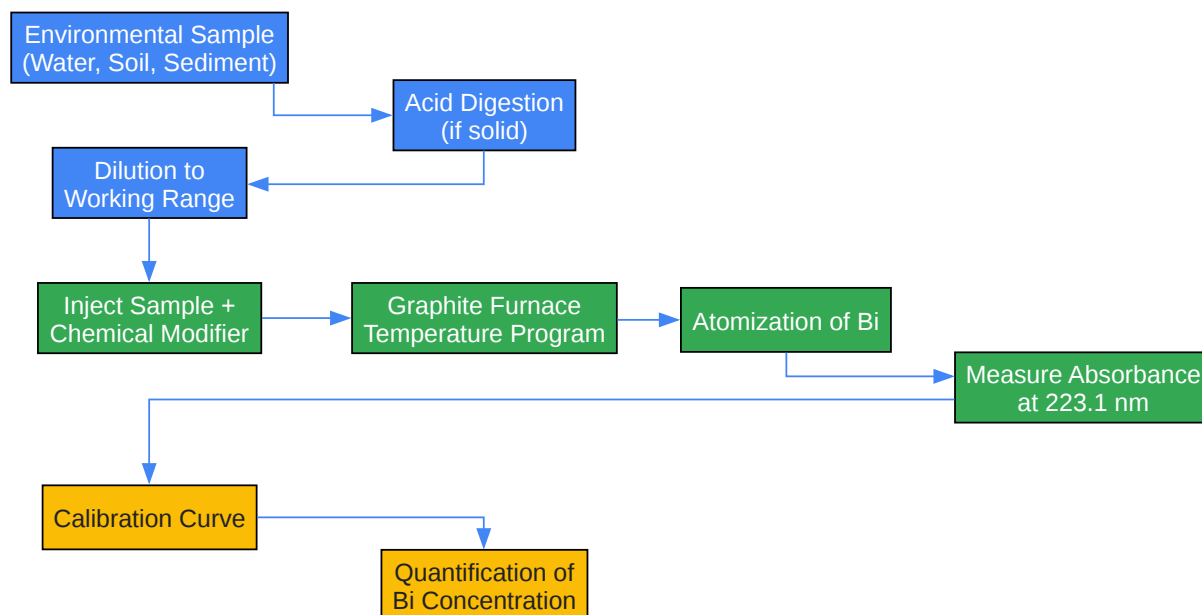 Environmental Sample
(Water, Soil, Sediment)
Acid Digestion
(if solid)
Dilution to
Working Range
Inject Sample +
Chemical Modifier
Graphite Furnace
Temperature Program
Atomization of Bi
Measure Absorbance
at 223.1 nm
Calibration Curve
Quantification of
Bi Concentration